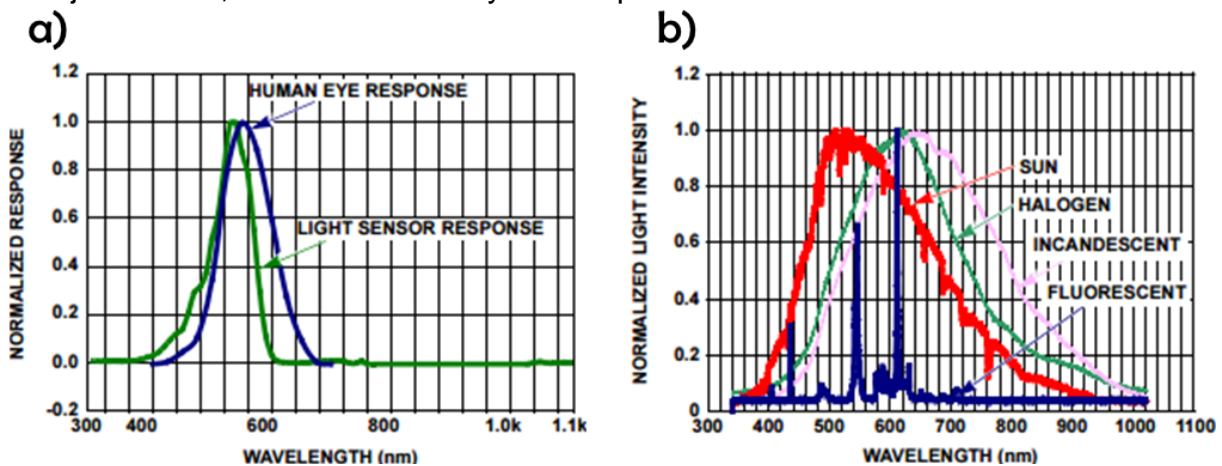 a)
1.2
1.0
0.8
0.6
0.4
0.2
0.0
-0.2
NORMALIZED RESPONSE
HUMAN EYE RESPONSE
LIGHT SENSOR RESPONSE
300 400 600 800 1.0k 1.1k
WAVELENGTH (nm)
b)
1.2
1.0
0.8
0.6
0.4
0.2
0
NORMALIZED LIGHT INTENSITY
SUN
HALOGEN
INCANDESCENT
FLUORESCENT
300 400 500 600 700 800 900 1000 1100
WAVELENGTH (nm)